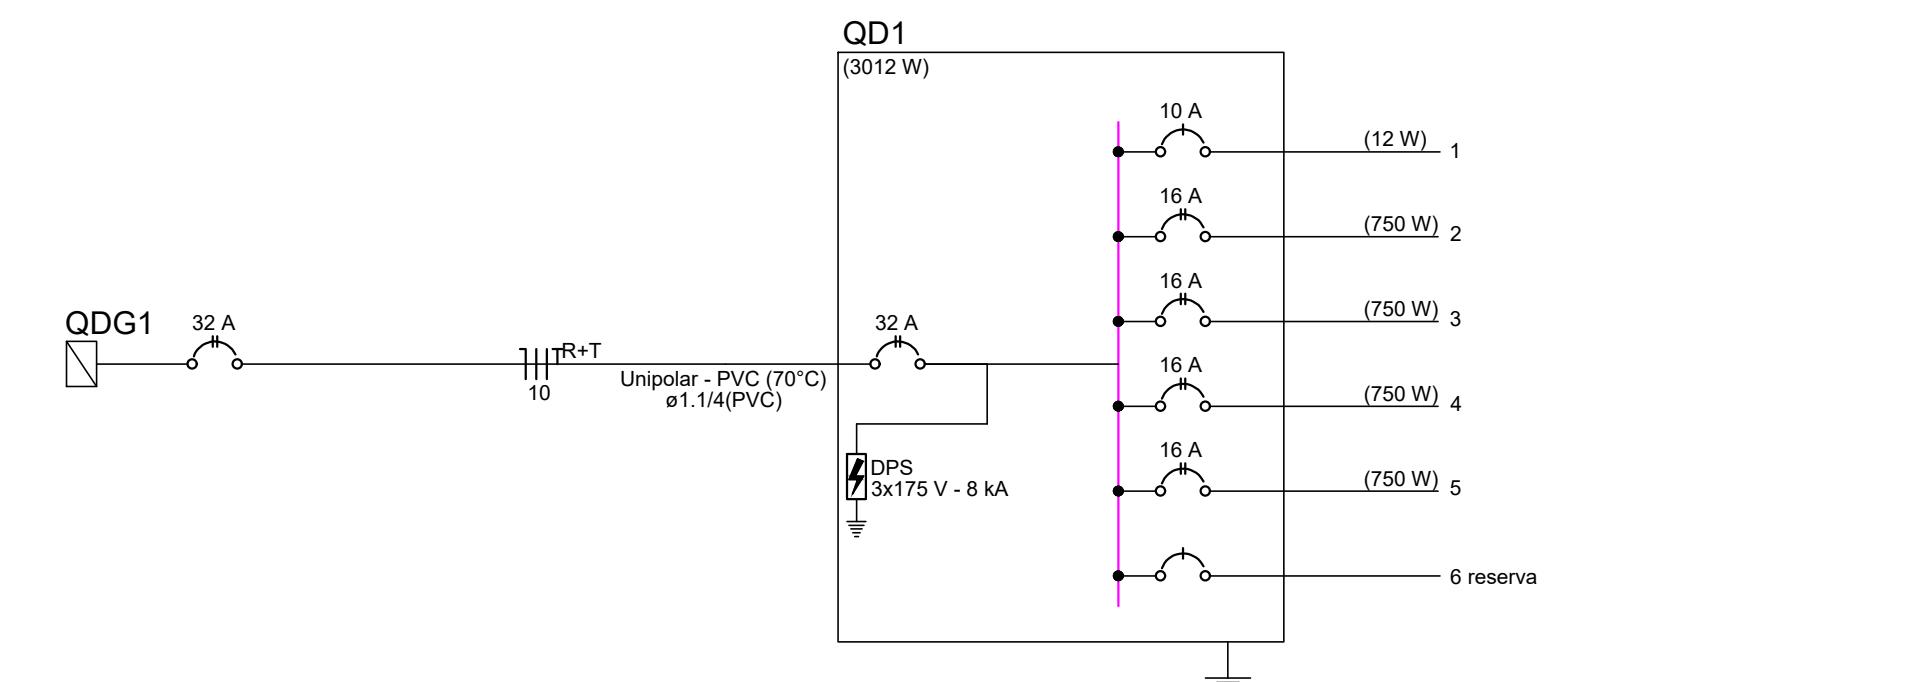 QD1
(3012 W)
10 A
(12 W)
1
16 A
(750 W)
2
16 A
(750 W)
3
QDG1
32 A
R+T
10
Unipolar - PVC (70°C)
ø1.1/4(PVC)
32 A
16 A
(750 W)
4
DPS
3x175 V - 8 kA
16 A
(750 W)
5
6 reserva